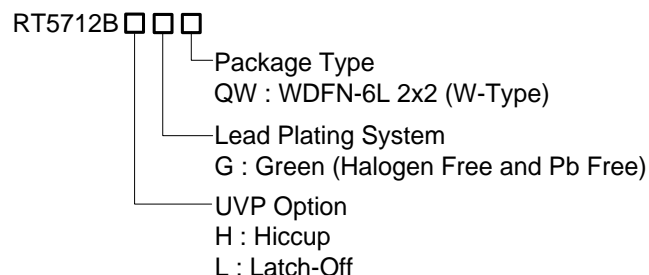 RT5712B
Package Type
QW : WDFN-6L 2x2 (W-Type)
Lead Plating System
G : Green (Halogen Free and Pb Free)
UVP Option
H : Hiccup
L : Latch-Off